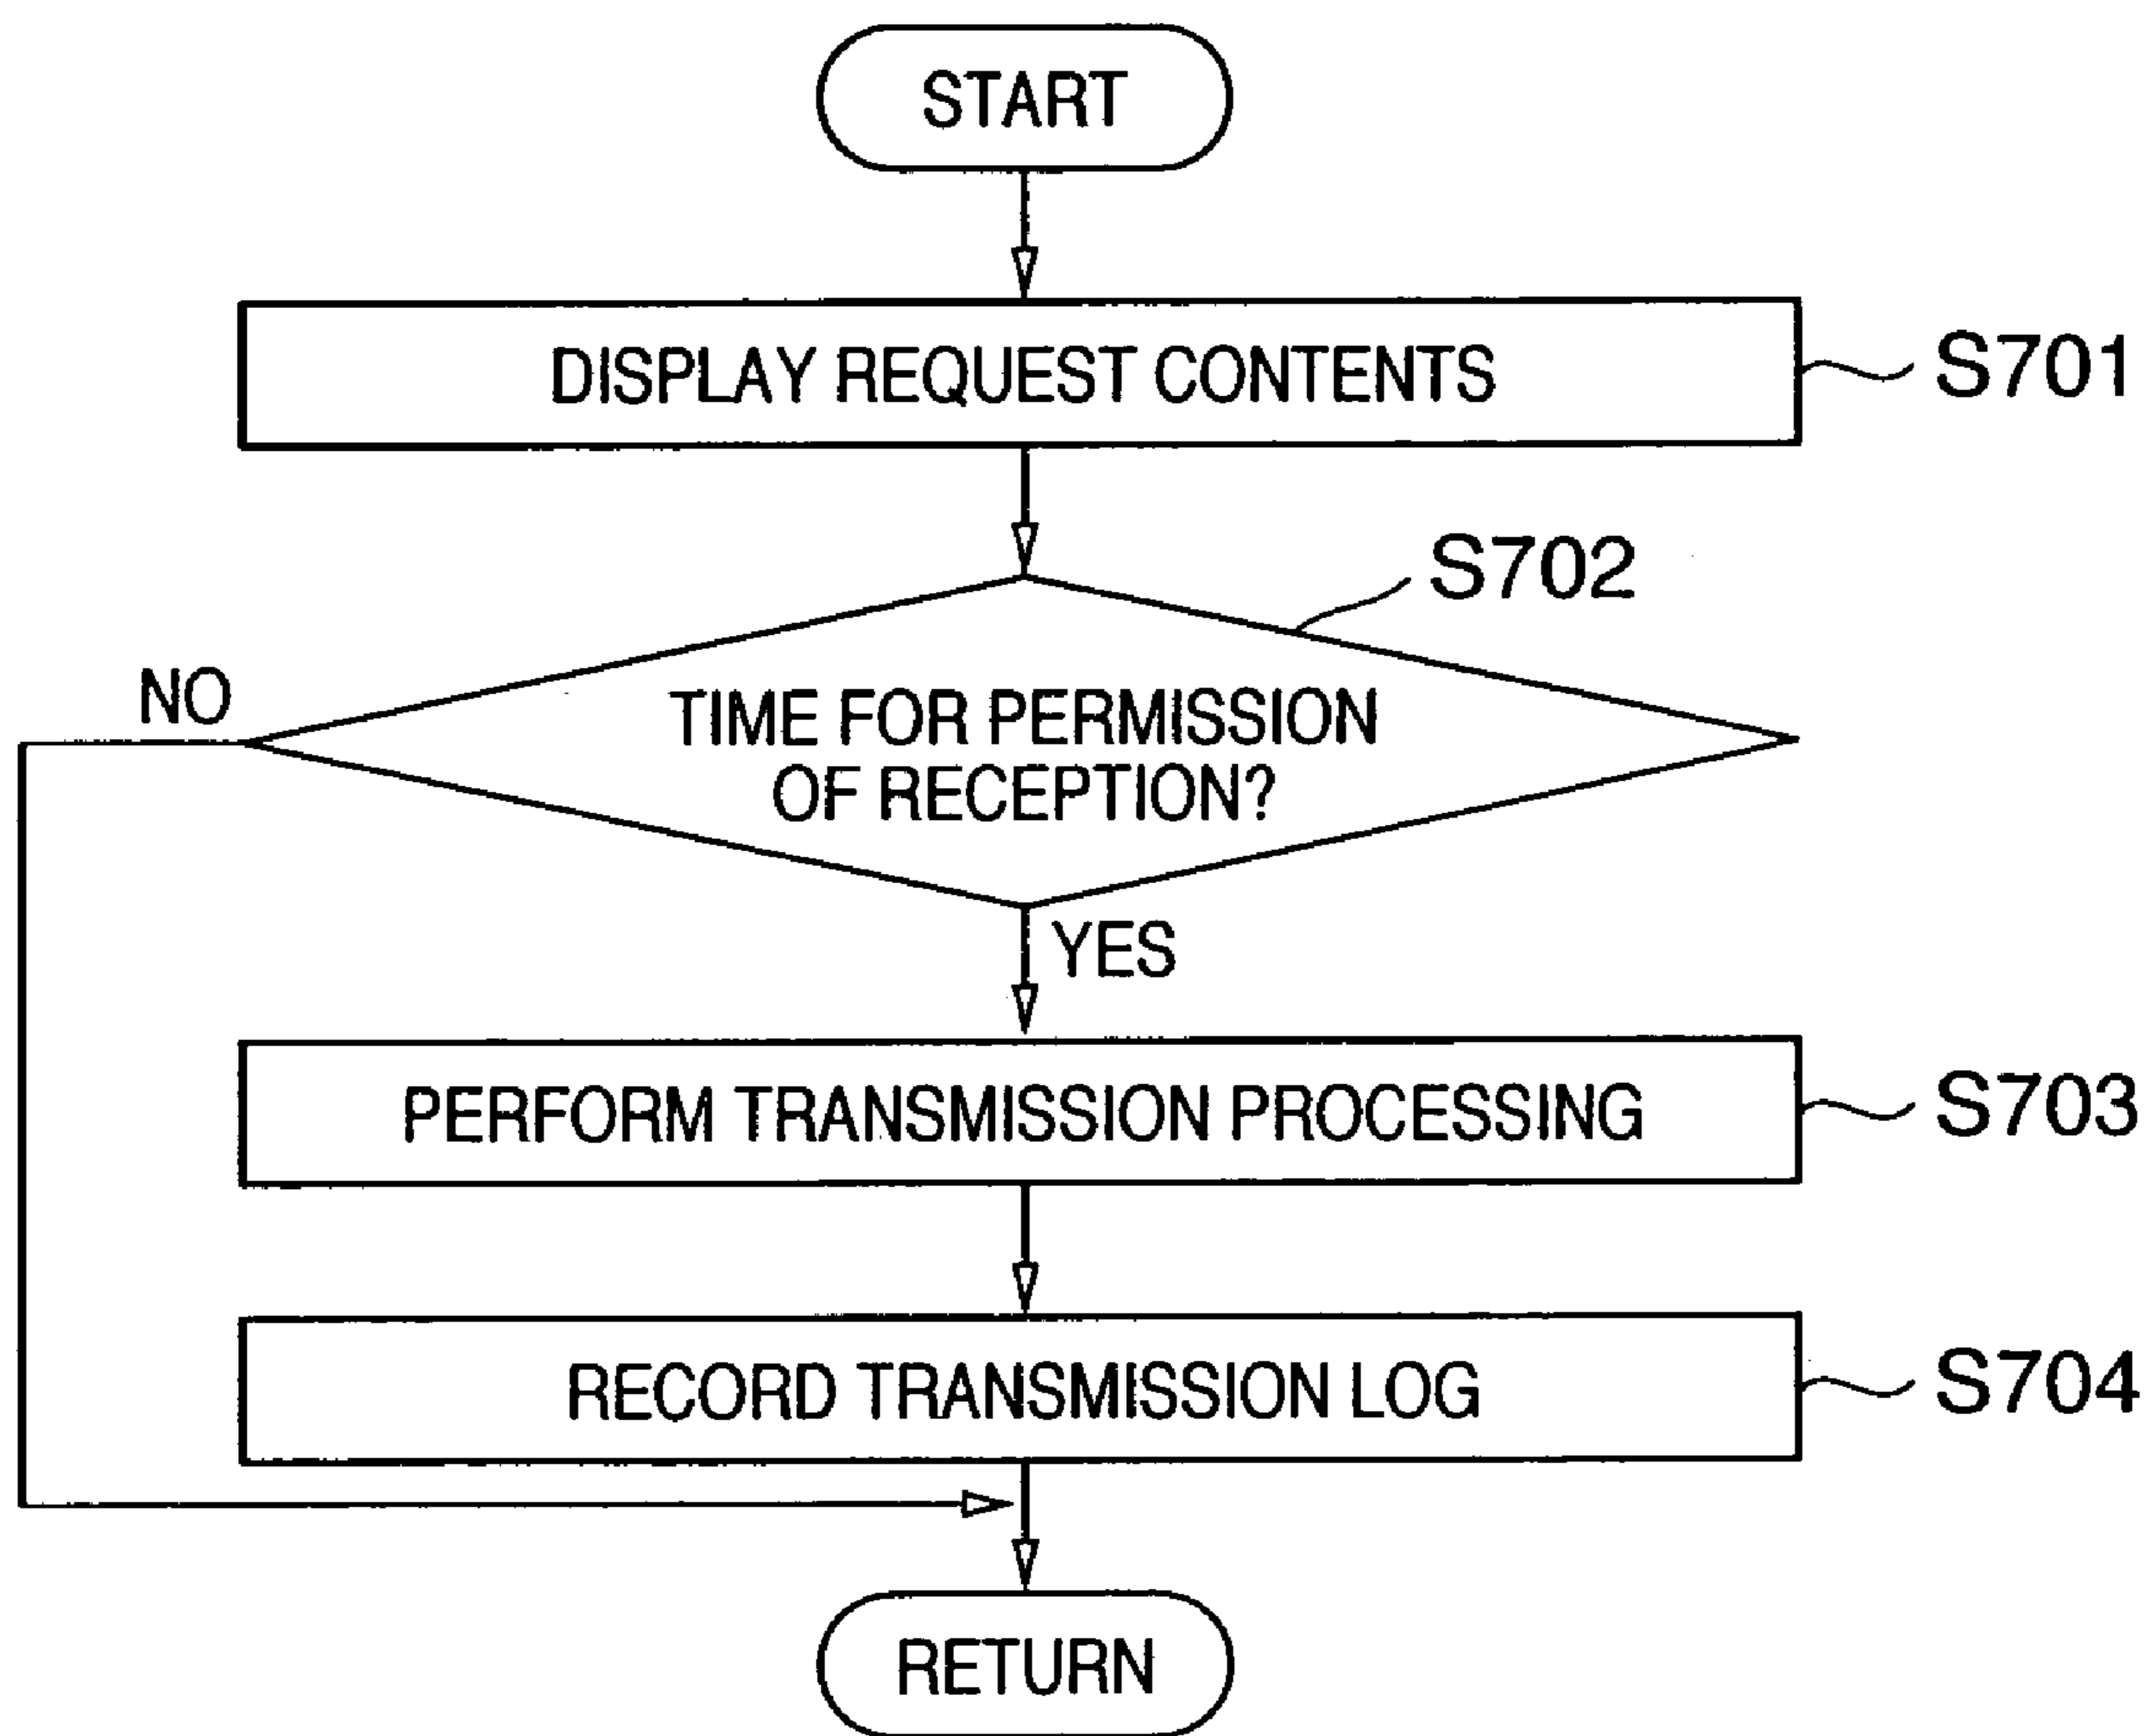 START
DISPLAY REQUEST CONTENTS
S701
S702
NO
TIME FOR PERMISSION
OF RECEPTION?
YES
PERFORM TRANSMISSION PROCESSING
S703
RECORD TRANSMISSION LOG
S704
RETURN